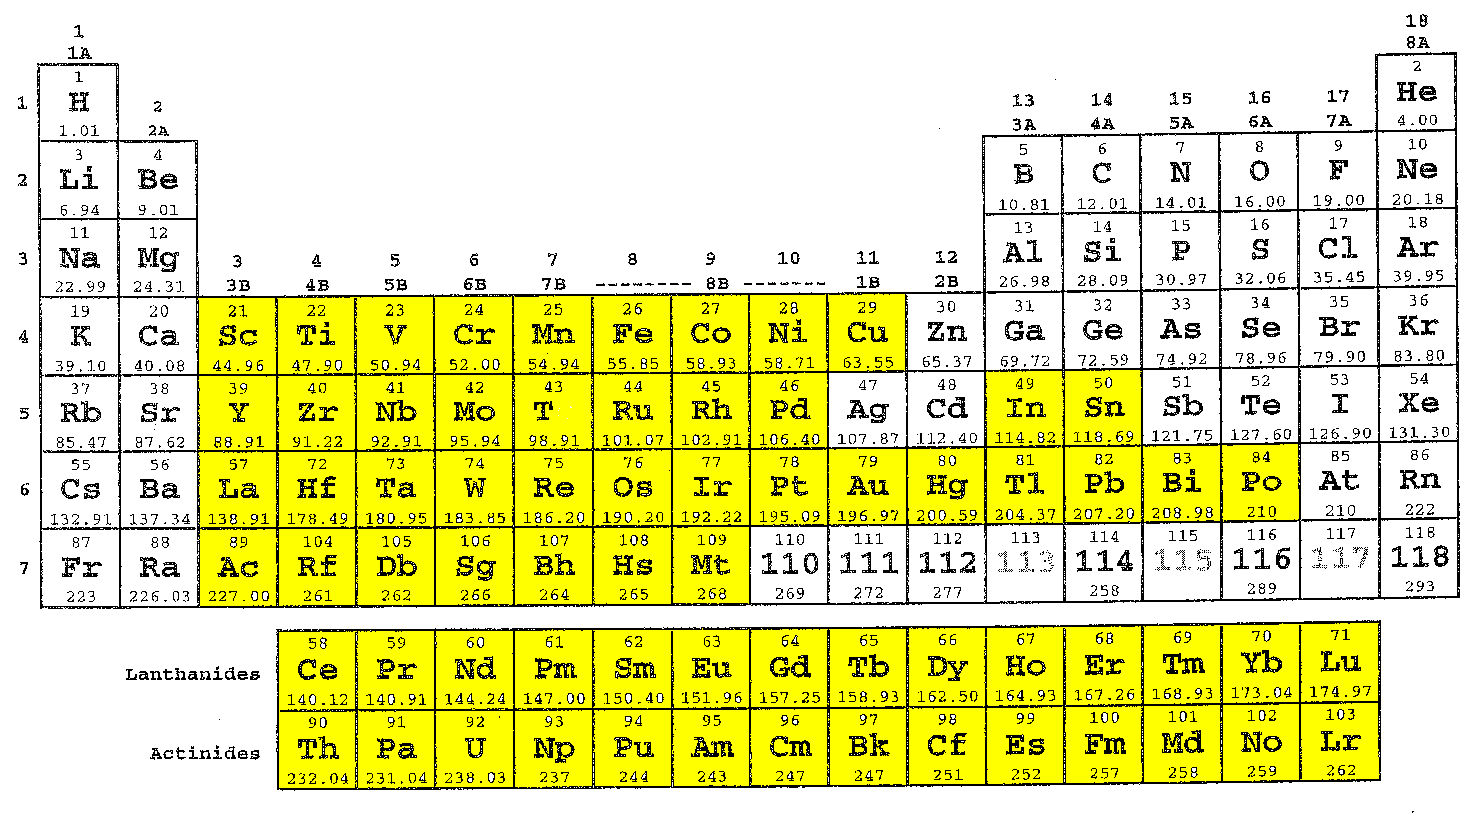 1 18
1A 8A
1 2
1 H 2 13 14 15 16 17 He
1.01 2A 3A 4A 5A 6A 7A 4.00
3 4 5 6 7 8 9 10
2 Li Be B C N O F Ne
6.94 9.01 10.81 12.01 14.01 16.00 19.00 20.18
11 12 13 14 15 16 17 18
3 Na Mg 3 4 5 6 7 8 9 10 11 12 Al Si P S Cl Ar
22.99 24.31 3B 4B 5B 6B 7B -------- 8B ------- 1B 2B 26.98 28.09 30.97 32.06 35.45 39.95
19 20 21 22 23 24 25 26 27 28 29 30 31 32 33 34 35 36
4 K Ca Sc Ti V Cr Mn Fe Co Ni Cu Zn Ga Ge As Se Br Kr
39.10 40.08 44.96 47.90 50.94 52.00 54.94 55.85 58.93 58.71 63.55 65.37 69.72 72.59 74.92 78.96 79.90 83.80
37 38 39 40 41 42 43 44 45 46 47 48 49 50 51 52 53 54
5 Rb Sr Y Zr Nb Mo T Ru Rh Pd Ag Cd In Sn Sb Te I Xe
85.47 87.62 88.91 91.22 92.91 95.94 98.91 101.07 102.91 106.40 107.87 112.40 114.82 118.69 121.75 127.60 126.90 131.30
55 56 57 72 73 74 75 76 77 78 79 80 81 82 83 84 85 86
6 Cs Ba La Hf Ta W Re Os Ir Pt Au Hg Tl Pb Bi Po At Rn
132.91 137.34 138.91 178.49 180.95 183.85 186.20 190.20 192.22 195.09 196.97 200.59 204.37 207.20 208.98 210 210 222
87 88 89 104 105 106 107 108 109 110 111 112 113 114 115 116 117 118
7 Fr Ra Ac Rf Db Sg Bh Hs Mt 110 111 112 113 114 115 116 117 118
223 226.03 227.00 261 262 266 264 265 268 269 272 277 258 289 293
58 59 60 61 62 63 64 65 66 67 68 69 70 71
Lanthanides Ce Pr Nd Pm Sm Eu Gd Tb Dy Ho Er Tm Yb Lu
140.12 140.91 144.24 147.00 150.40 151.96 157.25 158.93 162.50 164.93 167.26 168.93 173.04 174.97
90 91 92 93 94 95 96 97 98 99 100 101 102 103
Actinides Th Pa U Np Pu Am Cm Bk Cf Es Fm Md No Lr
232.04 231.04 238.03 237 244 243 247 247 251 252 257 258 259 262